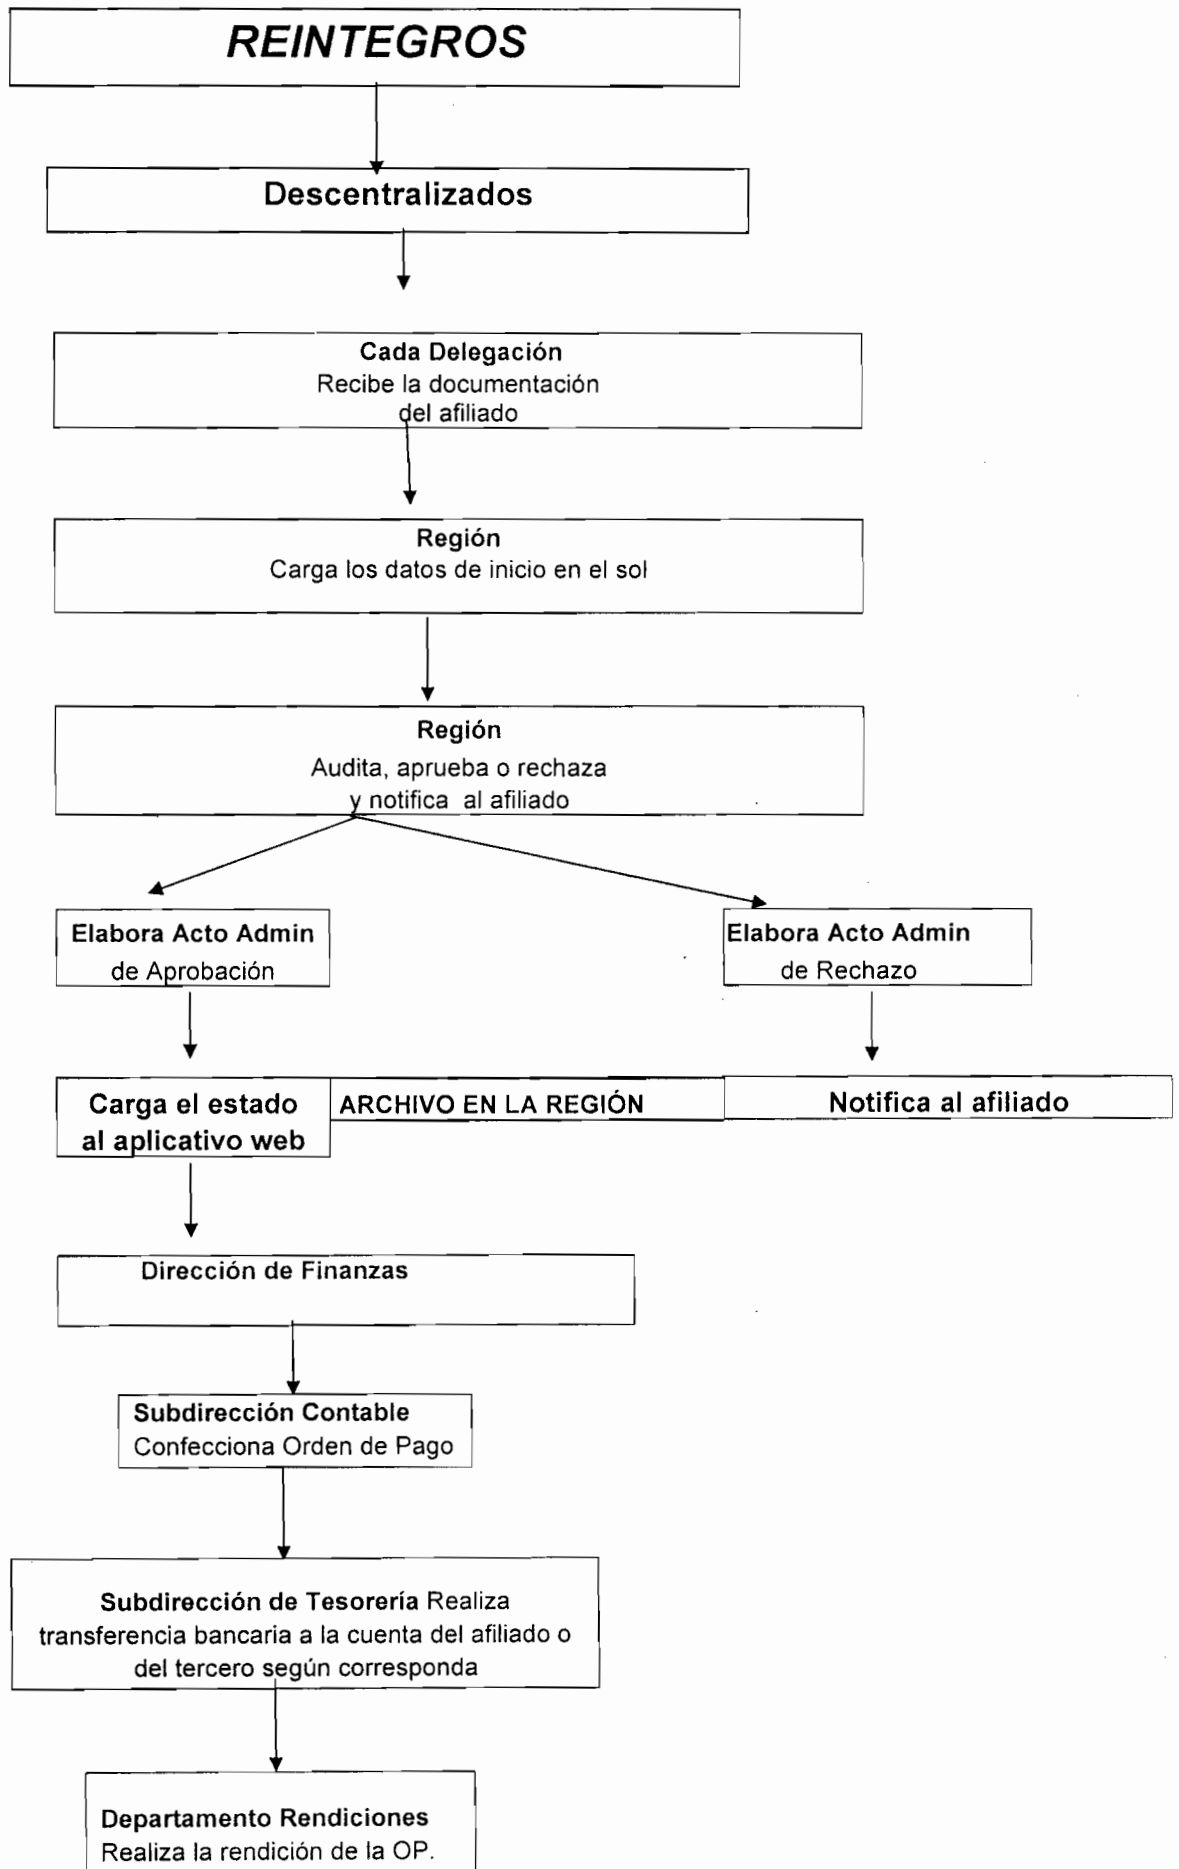 REINTEGROS
Descentralizados
Cada Delegación
Recibe la documentación
del afiliado
Región
Carga los datos de inicio en el sol
Región
Audita, aprueba o rechaza
y notifica al afiliado
Elabora Acto Admin
de Aprobación
Elabora Acto Admin
de Rechazo
Carga el estado
al aplicativo web
ARCHIVO EN LA REGIÓN
Notifica al afiliado
Dirección de Finanzas
Subdirección Contable
Confecciona Orden de Pago
Subdirección de Tesorería Realiza
transferencia bancaria a la cuenta del afiliado o
del tercero según corresponda
Departamento Rendiciones
Realiza la rendición de la OP.